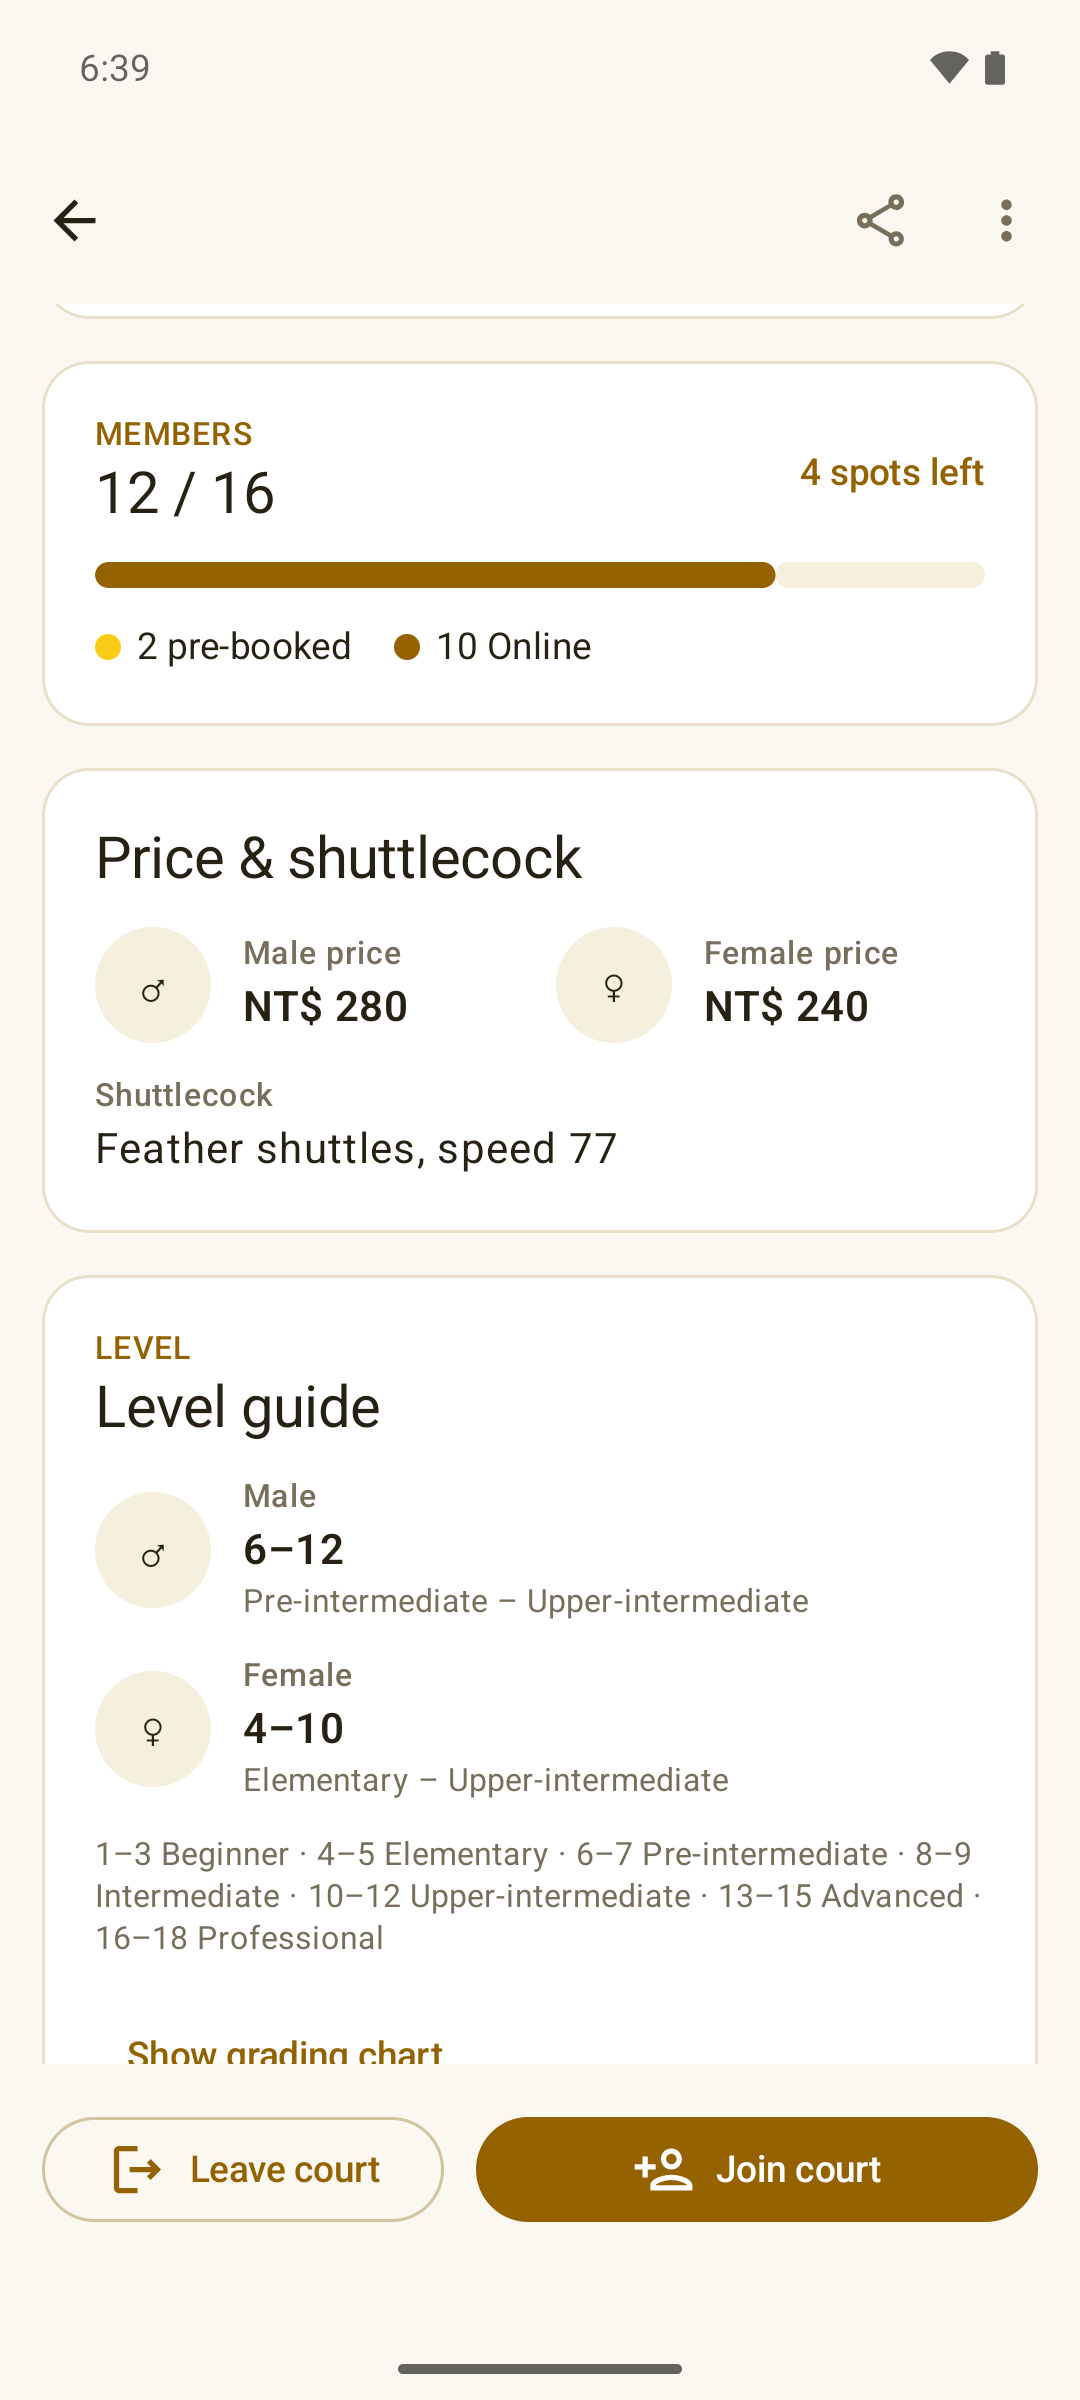 6:39
MEMBERS
12 / 16
4 spots left
2 pre-booked
10 Online
Price & shuttlecock
♂
Male price
NT$ 280
♀
Female price
NT$ 240
Shuttlecock
Feather shuttles, speed 77
LEVEL
Level guide
♂
Male
6–12
Pre-intermediate – Upper-intermediate
♀
Female
4–10
Elementary – Upper-intermediate
1–3 Beginner · 4–5 Elementary · 6–7 Pre-intermediate · 8–9
Intermediate · 10–12 Upper-intermediate · 13–15 Advanced ·
16–18 Professional
Show grading chart
Leave court
Join court